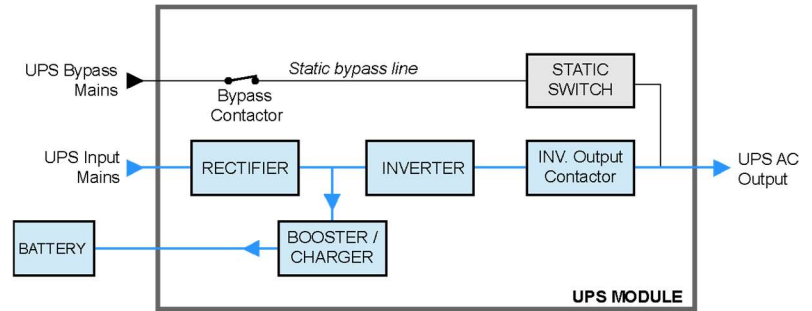 UPS Bypass
Mains
Static bypass line
Bypass
Contactor
STATIC
SWITCH
UPS Input
Mains
RECTIFIER
INVERTER
INV. Output
Contactor
UPS AC
Output
BATTERY
BOOSTER /
CHARGER
UPS MODULE